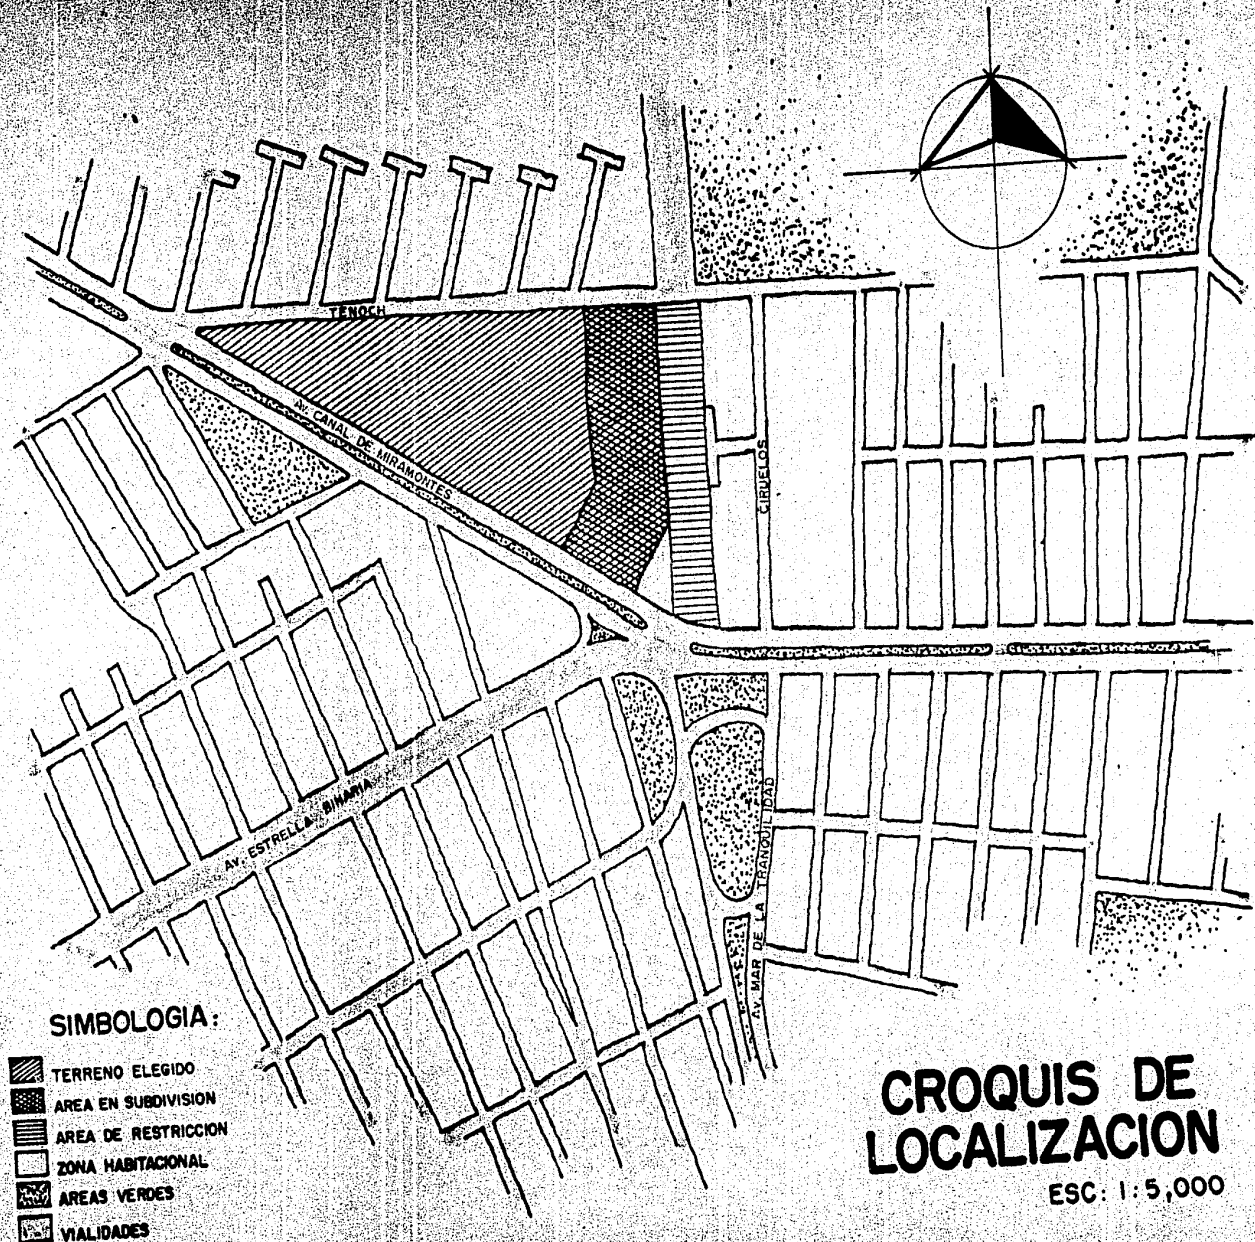 TENOCH
AV. CANAL DE MIRAMONTES
CIRUELOS
AV. ESTRELLA BINARIA
AV. MAR DE LA TRANQUILIDAD
SIMBOLOGIA:
TERRENO ELEGIDO
AREA EN SUBDIVISION
AREA DE RESTRICCION
ZONA HABITACIONAL
AREAS VERDES
VIALIDADES
CROQUIS DE
LOCALIZACION
ESC: 1:5,000